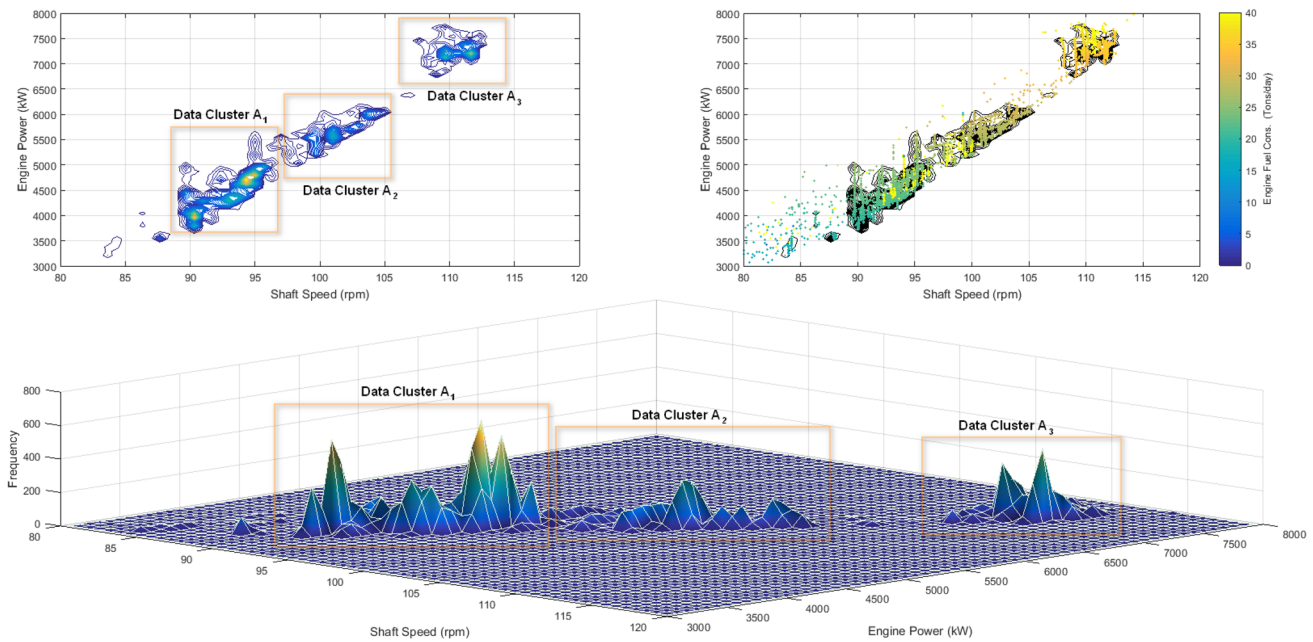 8000
7500
7000
6500
6000
5500
5000
4500
4000
3500
3000
Engine Power (kW)
80 85 90 95 100 105 110 115 120
Shaft Speed (rpm)
Data Cluster A1
Data Cluster A2
Data Cluster A3
8000
7500
7000
6500
6000
5500
5000
4500
4000
3500
3000
Engine Power (kW)
80 85 90 95 100 105 110 115 120
Shaft Speed (rpm)
40
35
30
25
20
15
10
5
0
Engine Fuel Cons. (Tons/day)
Data Cluster A1
Data Cluster A2
Data Cluster A3
800
600
400
200
0
Frequency
80 85 90 95 100 105 110 115 120
Shaft Speed (rpm)
3000 3500 4000 4500 5000 5500 6000 6500 7000 7500 8000
Engine Power (kW)